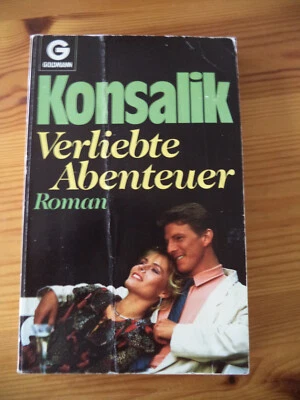 G
GOLDMANN
Konsalik
Verliebte
Abenteuer
Roman